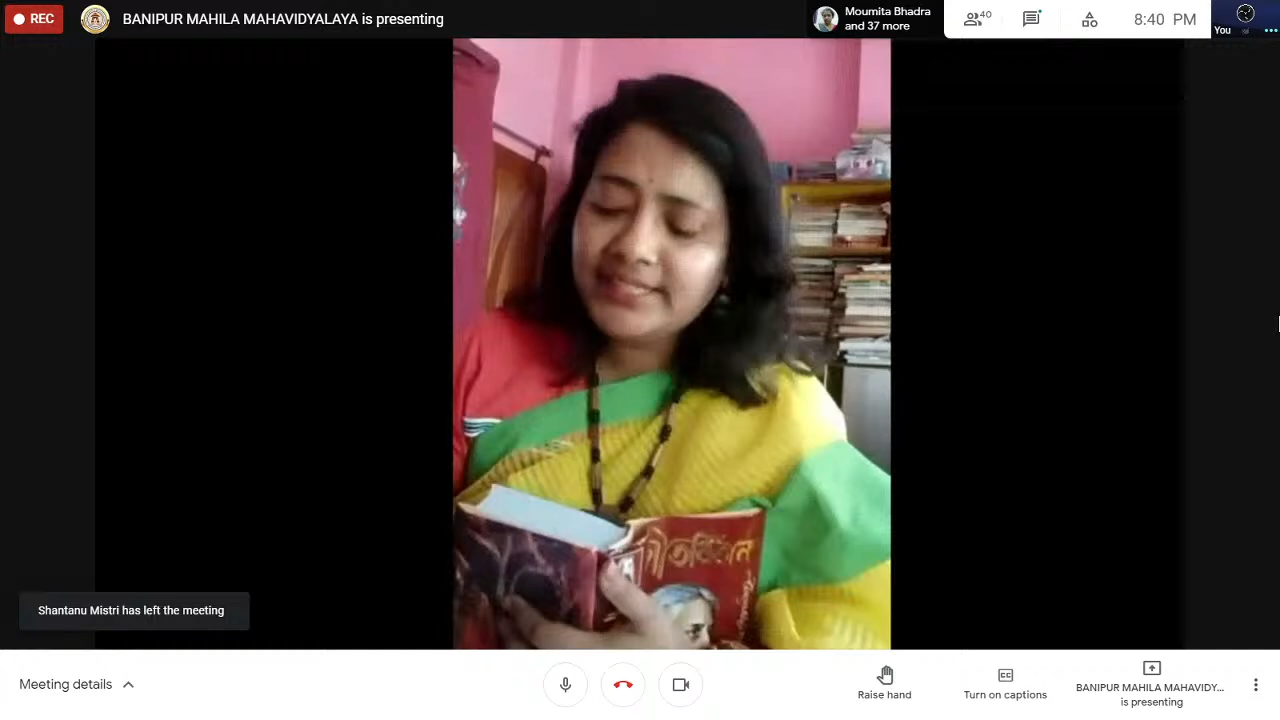 REC
BANIPUR MAHILA MAHAVIDYALAYA is presenting
Moumita Bhadra
and 37 more
40
8:40 PM
You
গীতবিতান
Shantanu Mistri has left the meeting
Meeting details
Raise hand
Turn on captions
BANIPUR MAHILA MAHAVIDY...
is presenting